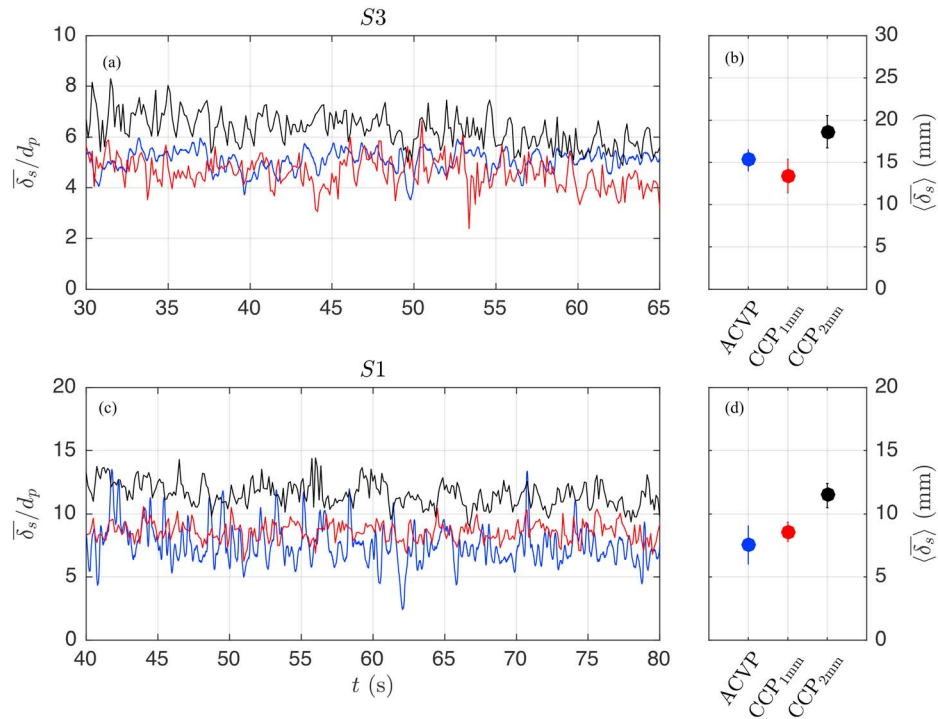 S3
10
8
6
4
2
0
(a)
δ̅s/dp
30 35 40 45 50 55 60 65
(b)
30
25
20
15
10
5
0
⟨δ̅s⟩ (mm)
ACVP
CCP1mm
CCP2mm
S1
20
15
10
5
0
(c)
δ̅s/dp
40 45 50 55 60 65 70 75 80
t (s)
(d)
20
15
10
5
0
⟨δ̅s⟩ (mm)
ACVP
CCP1mm
CCP2mm